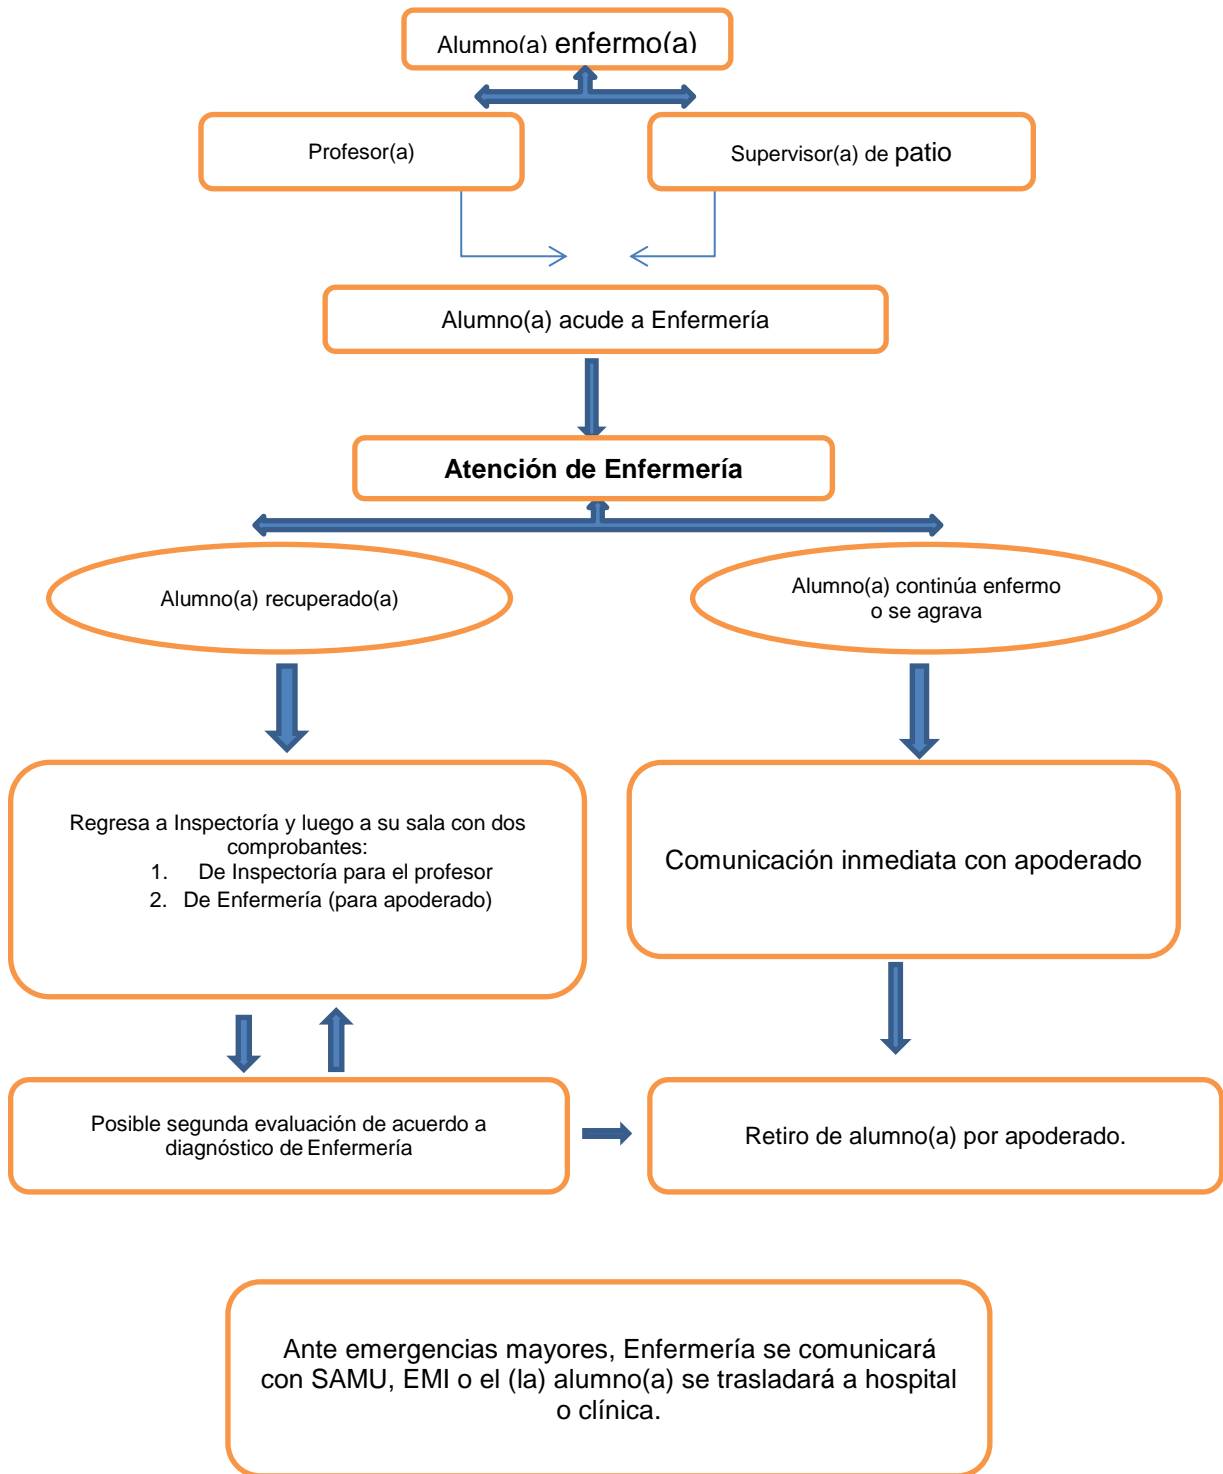 Alumno(a) enfermo(a)
Profesor(a)
Supervisor(a) de patio
Alumno(a) acude a Enfermería
Atención de Enfermería
Alumno(a) recuperado(a)
Alumno(a) continúa enfermo
o se agrava
Regresa a Inspectoría y luego a su sala con dos
comprobantes:
1. De Inspectoría para el profesor
2. De Enfermería (para apoderado)
Comunicación inmediata con apoderado
Posible segunda evaluación de acuerdo a
diagnóstico de Enfermería
Retiro de alumno(a) por apoderado.
Ante emergencias mayores, Enfermería se comunicará
con SAMU, EMI o el (la) alumno(a) se trasladará a hospital
o clínica.